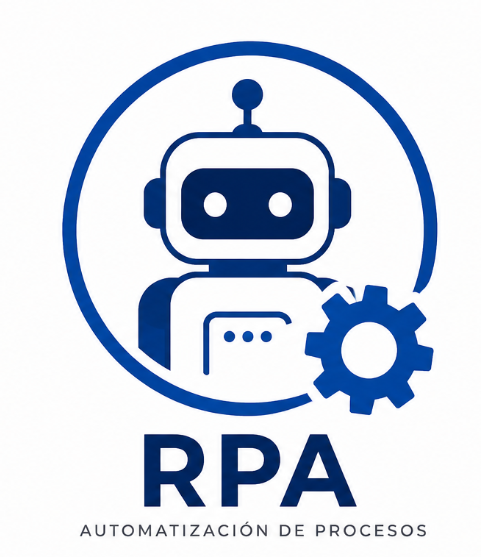 RPA
AUTOMATIZACIÓN DE PROCESOS